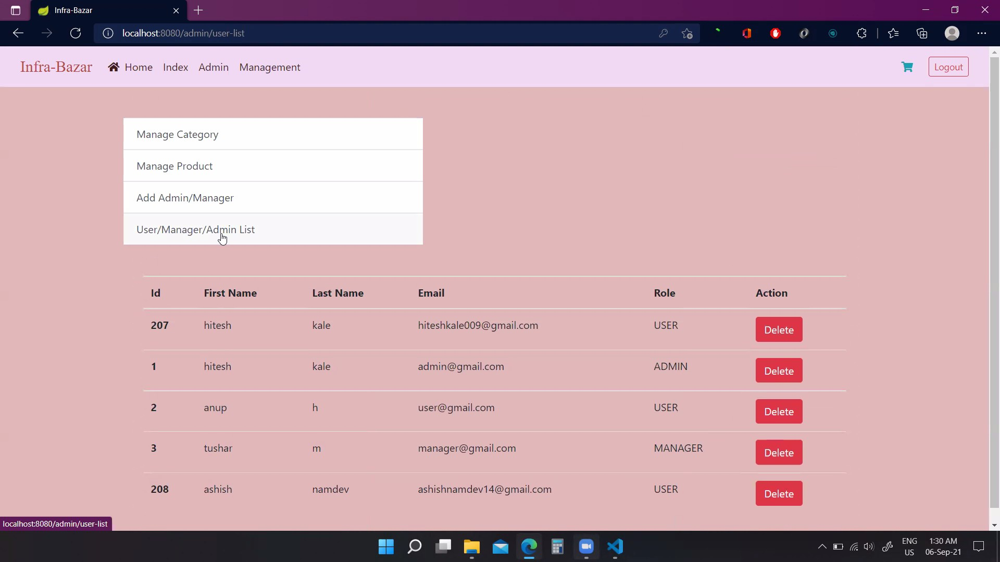 Infra-Bazar
localhost:8080/admin/user-list
Infra-Bazar Home Index Admin Management Logout
Manage Category
Manage Product
Add Admin/Manager
User/Manager/Admin List
Id First Name Last Name Email Role Action
207 hitesh kale hiteshkale009@gmail.com USER Delete
1 hitesh kale admin@gmail.com ADMIN Delete
2 anup h user@gmail.com USER Delete
3 tushar m manager@gmail.com MANAGER Delete
208 ashish namdev ashishnamdev14@gmail.com USER Delete
localhost:8080/admin/user-list
ENG 1:30 AM
US 06-Sep-21